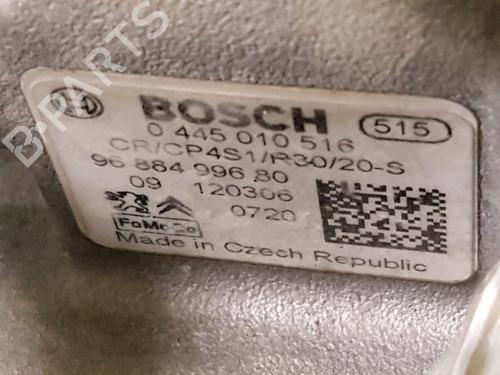 BOSCH
515
0 445 010 516
CR/CP4S1/R30/20-S
96 884 996 80
09 120306
0720
FoMoCo
Made in Czech Republic
B-PARTS